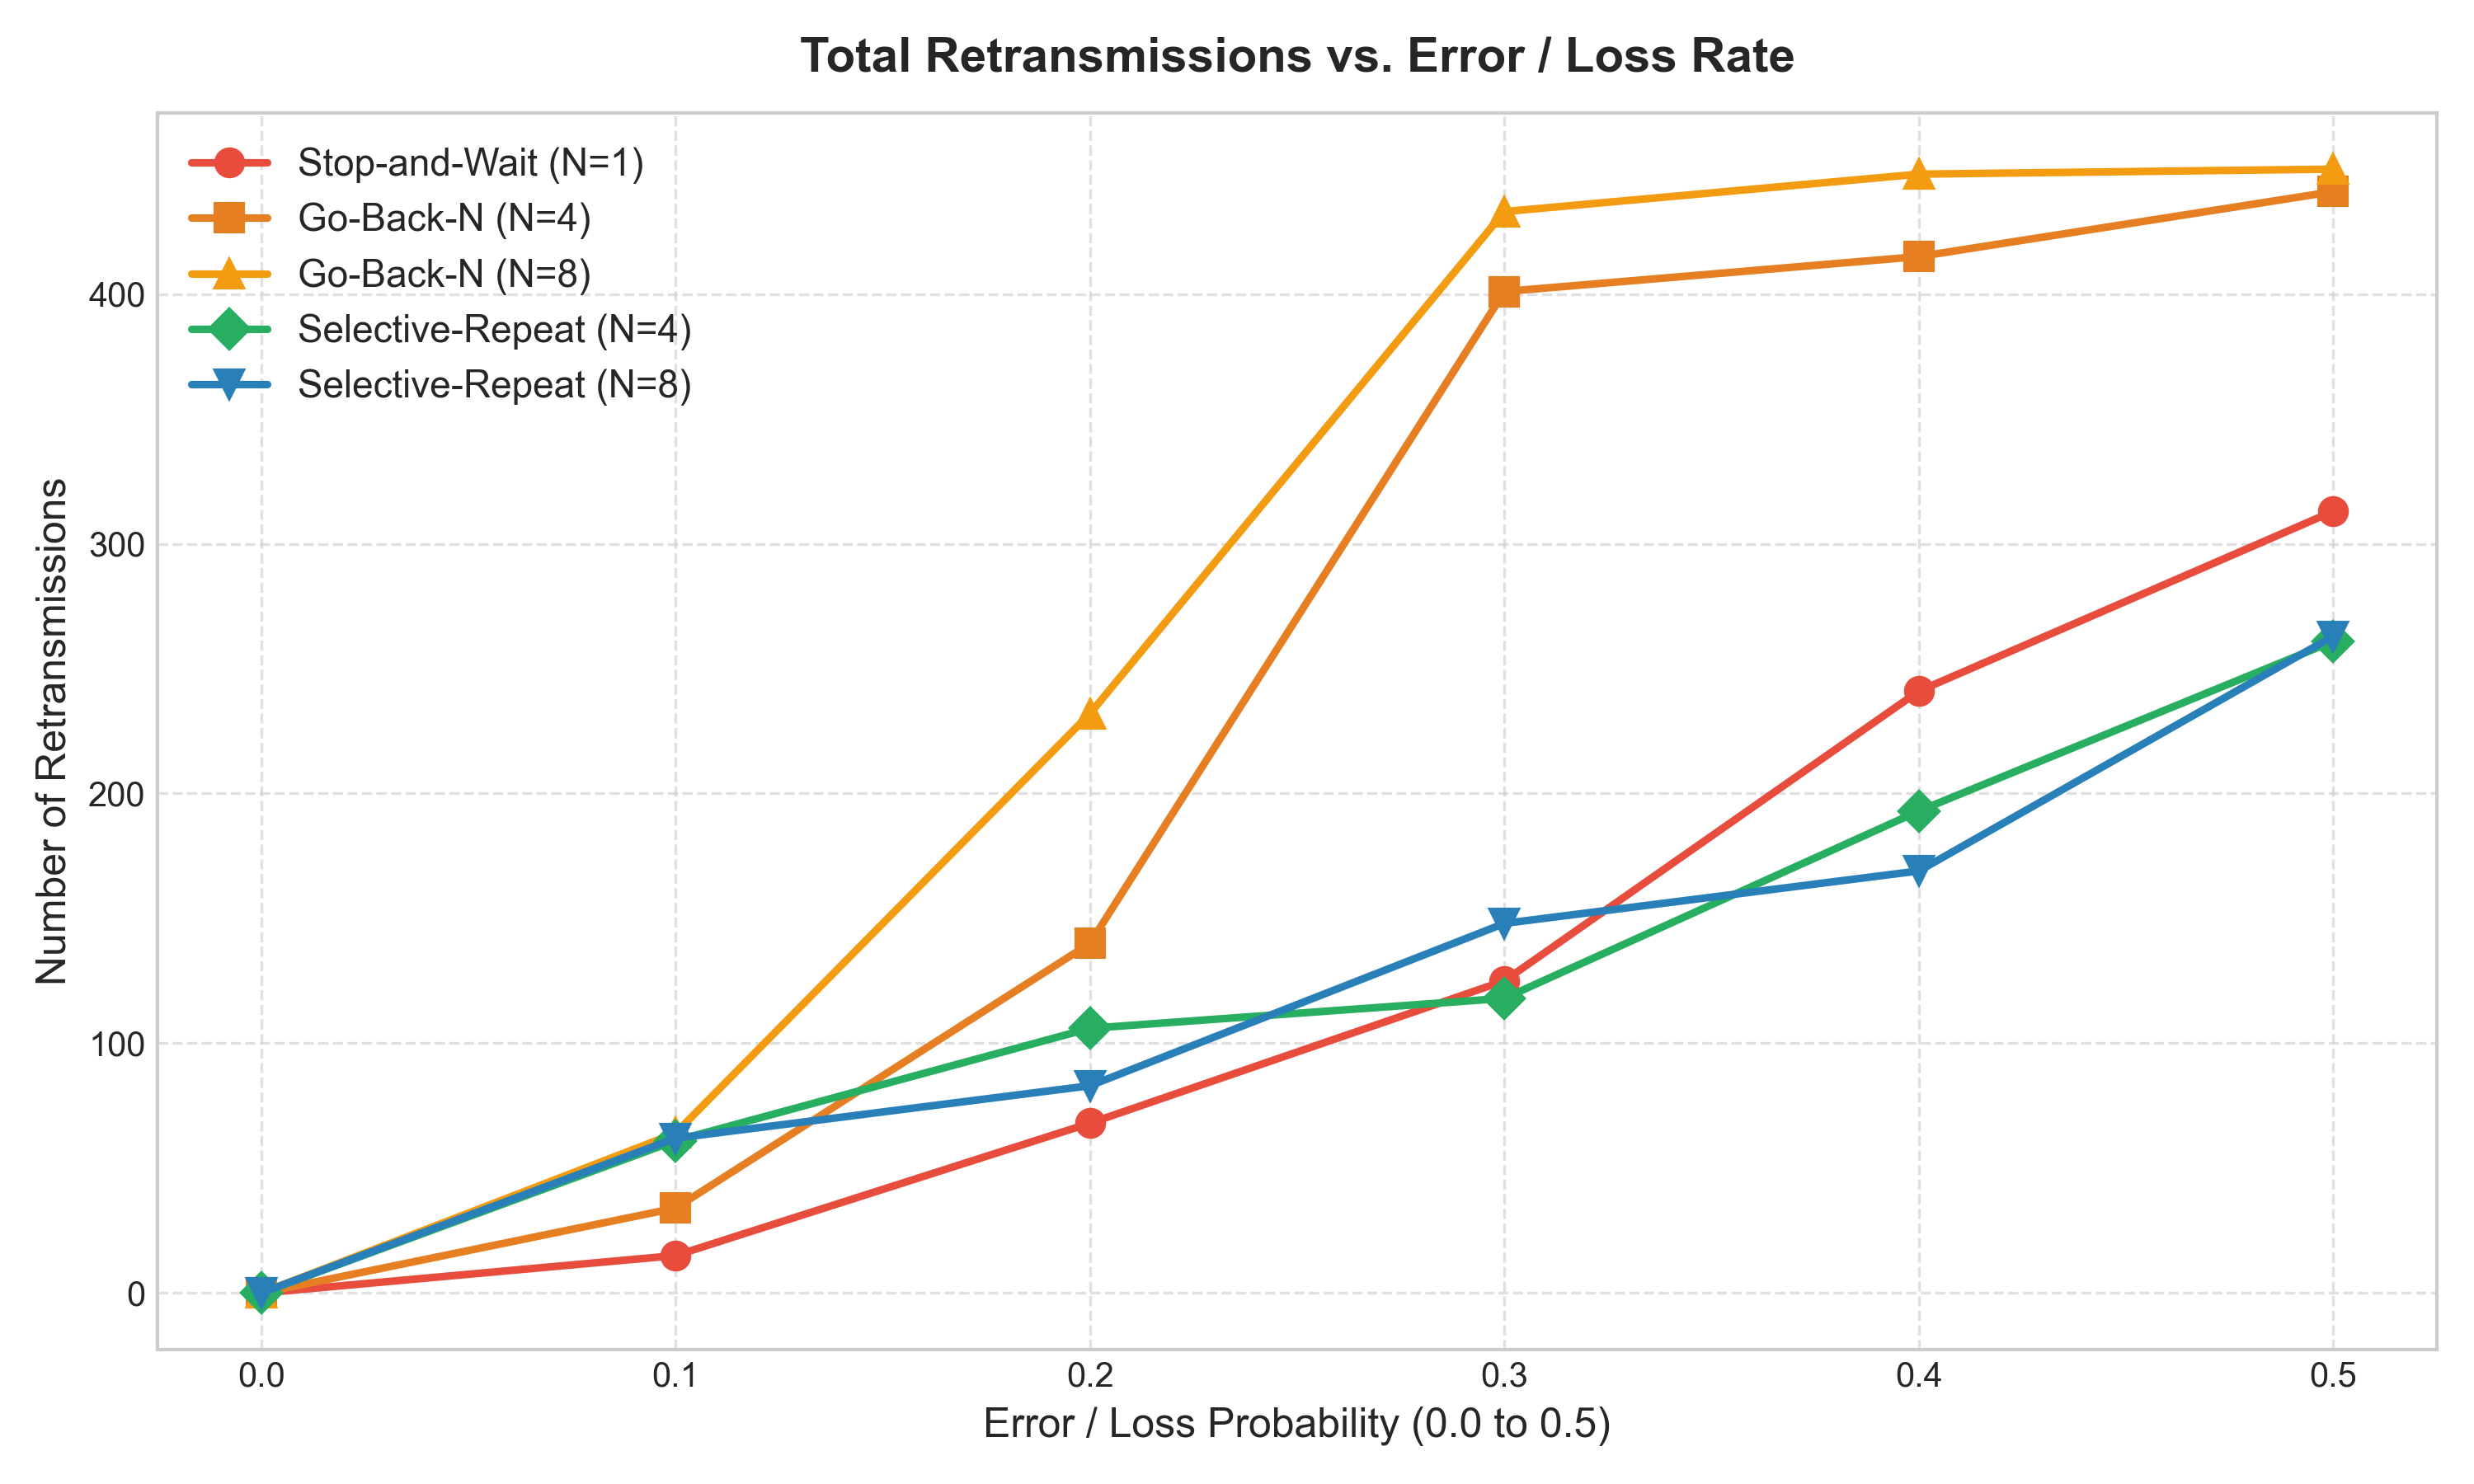 Total Retransmissions vs. Error / Loss Rate
Stop-and-Wait (N=1)
Go-Back-N (N=4)
Go-Back-N (N=8)
Selective-Repeat (N=4)
Selective-Repeat (N=8)
Number of Retransmissions
400
300
200
100
0
0.0 0.1 0.2 0.3 0.4 0.5
Error / Loss Probability (0.0 to 0.5)